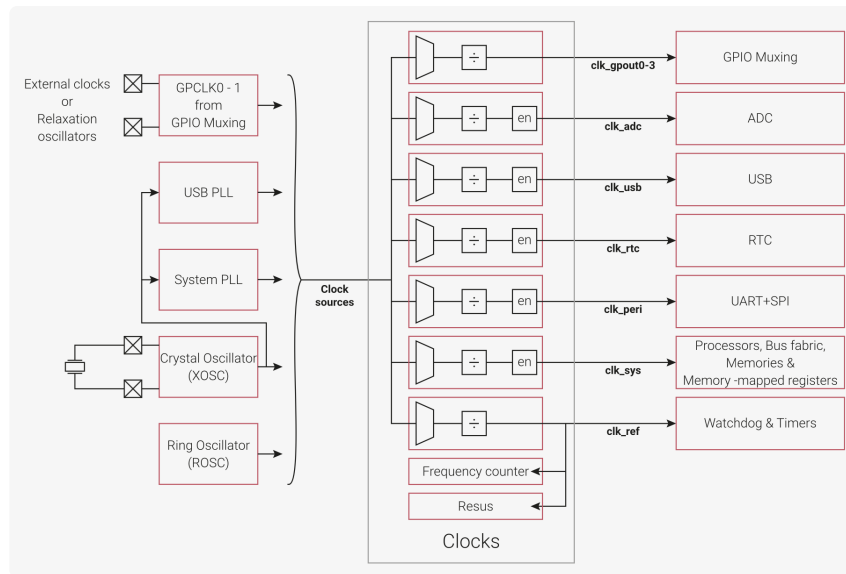 External clocks
or
Relaxation
oscillators
GPCLK0 - 1
from
GPIO Muxing
USB PLL
System PLL
Crystal Oscillator
(XOSC)
Ring Oscillator
(ROSC)
Clock
sources
÷
clk_gpout0-3
GPIO Muxing
÷
en
clk_adc
ADC
÷
en
clk_usb
USB
÷
en
clk_rtc
RTC
÷
en
clk_peri
UART+SPI
÷
en
clk_sys
Processors, Bus fabric,
Memories &
Memory -mapped registers
÷
clk_ref
Watchdog & Timers
Frequency counter
Resus
Clocks